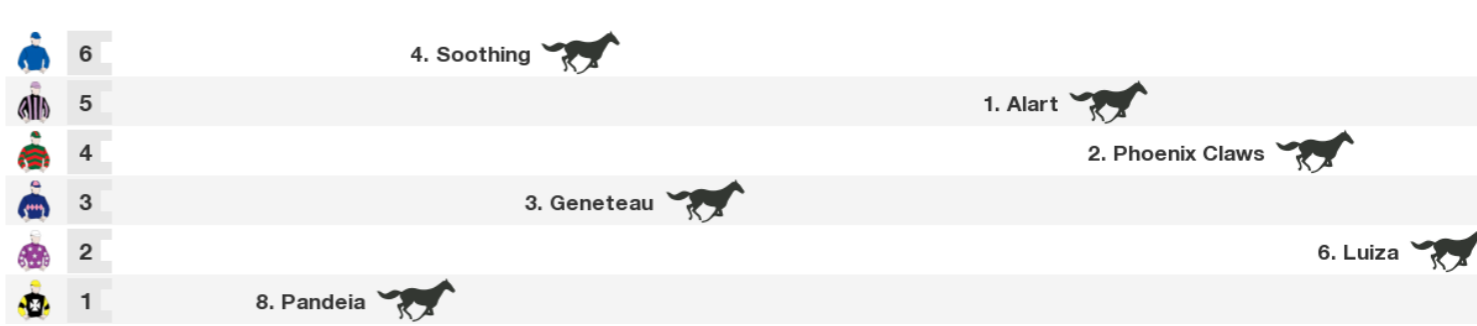 6 4. Soothing
5 1. Alart
4 2. Phoenix Claws
3 3. Geneteau
2 6. Luiza
1 8. Pandeia